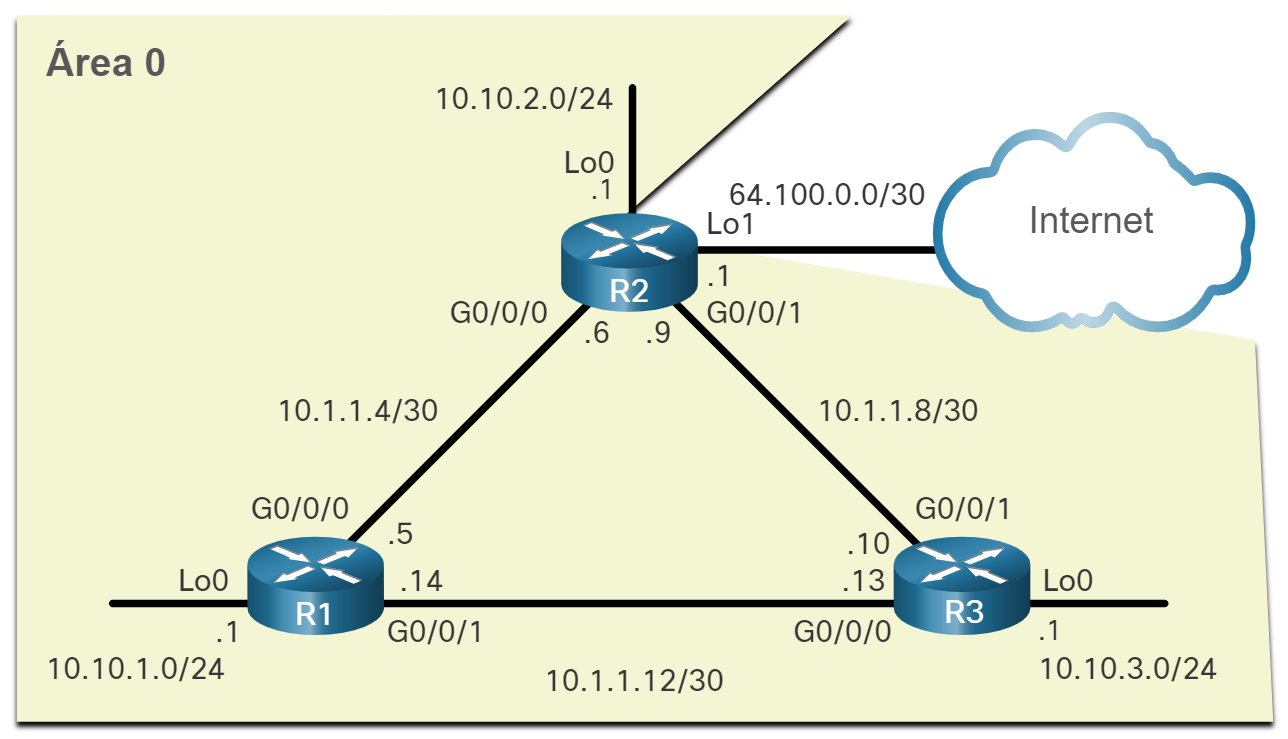 Área 0
10.10.2.0/24
Lo0
.1
64.100.0.0/30
Lo1
Internet
.1
R2
G0/0/0
G0/0/1
.6
.9
10.1.1.4/30
10.1.1.8/30
G0/0/0
G0/0/1
.5
.10
Lo0
.14
.13
Lo0
R1
R3
.1
G0/0/1
G0/0/0
.1
10.10.1.0/24
10.1.1.12/30
10.10.3.0/24